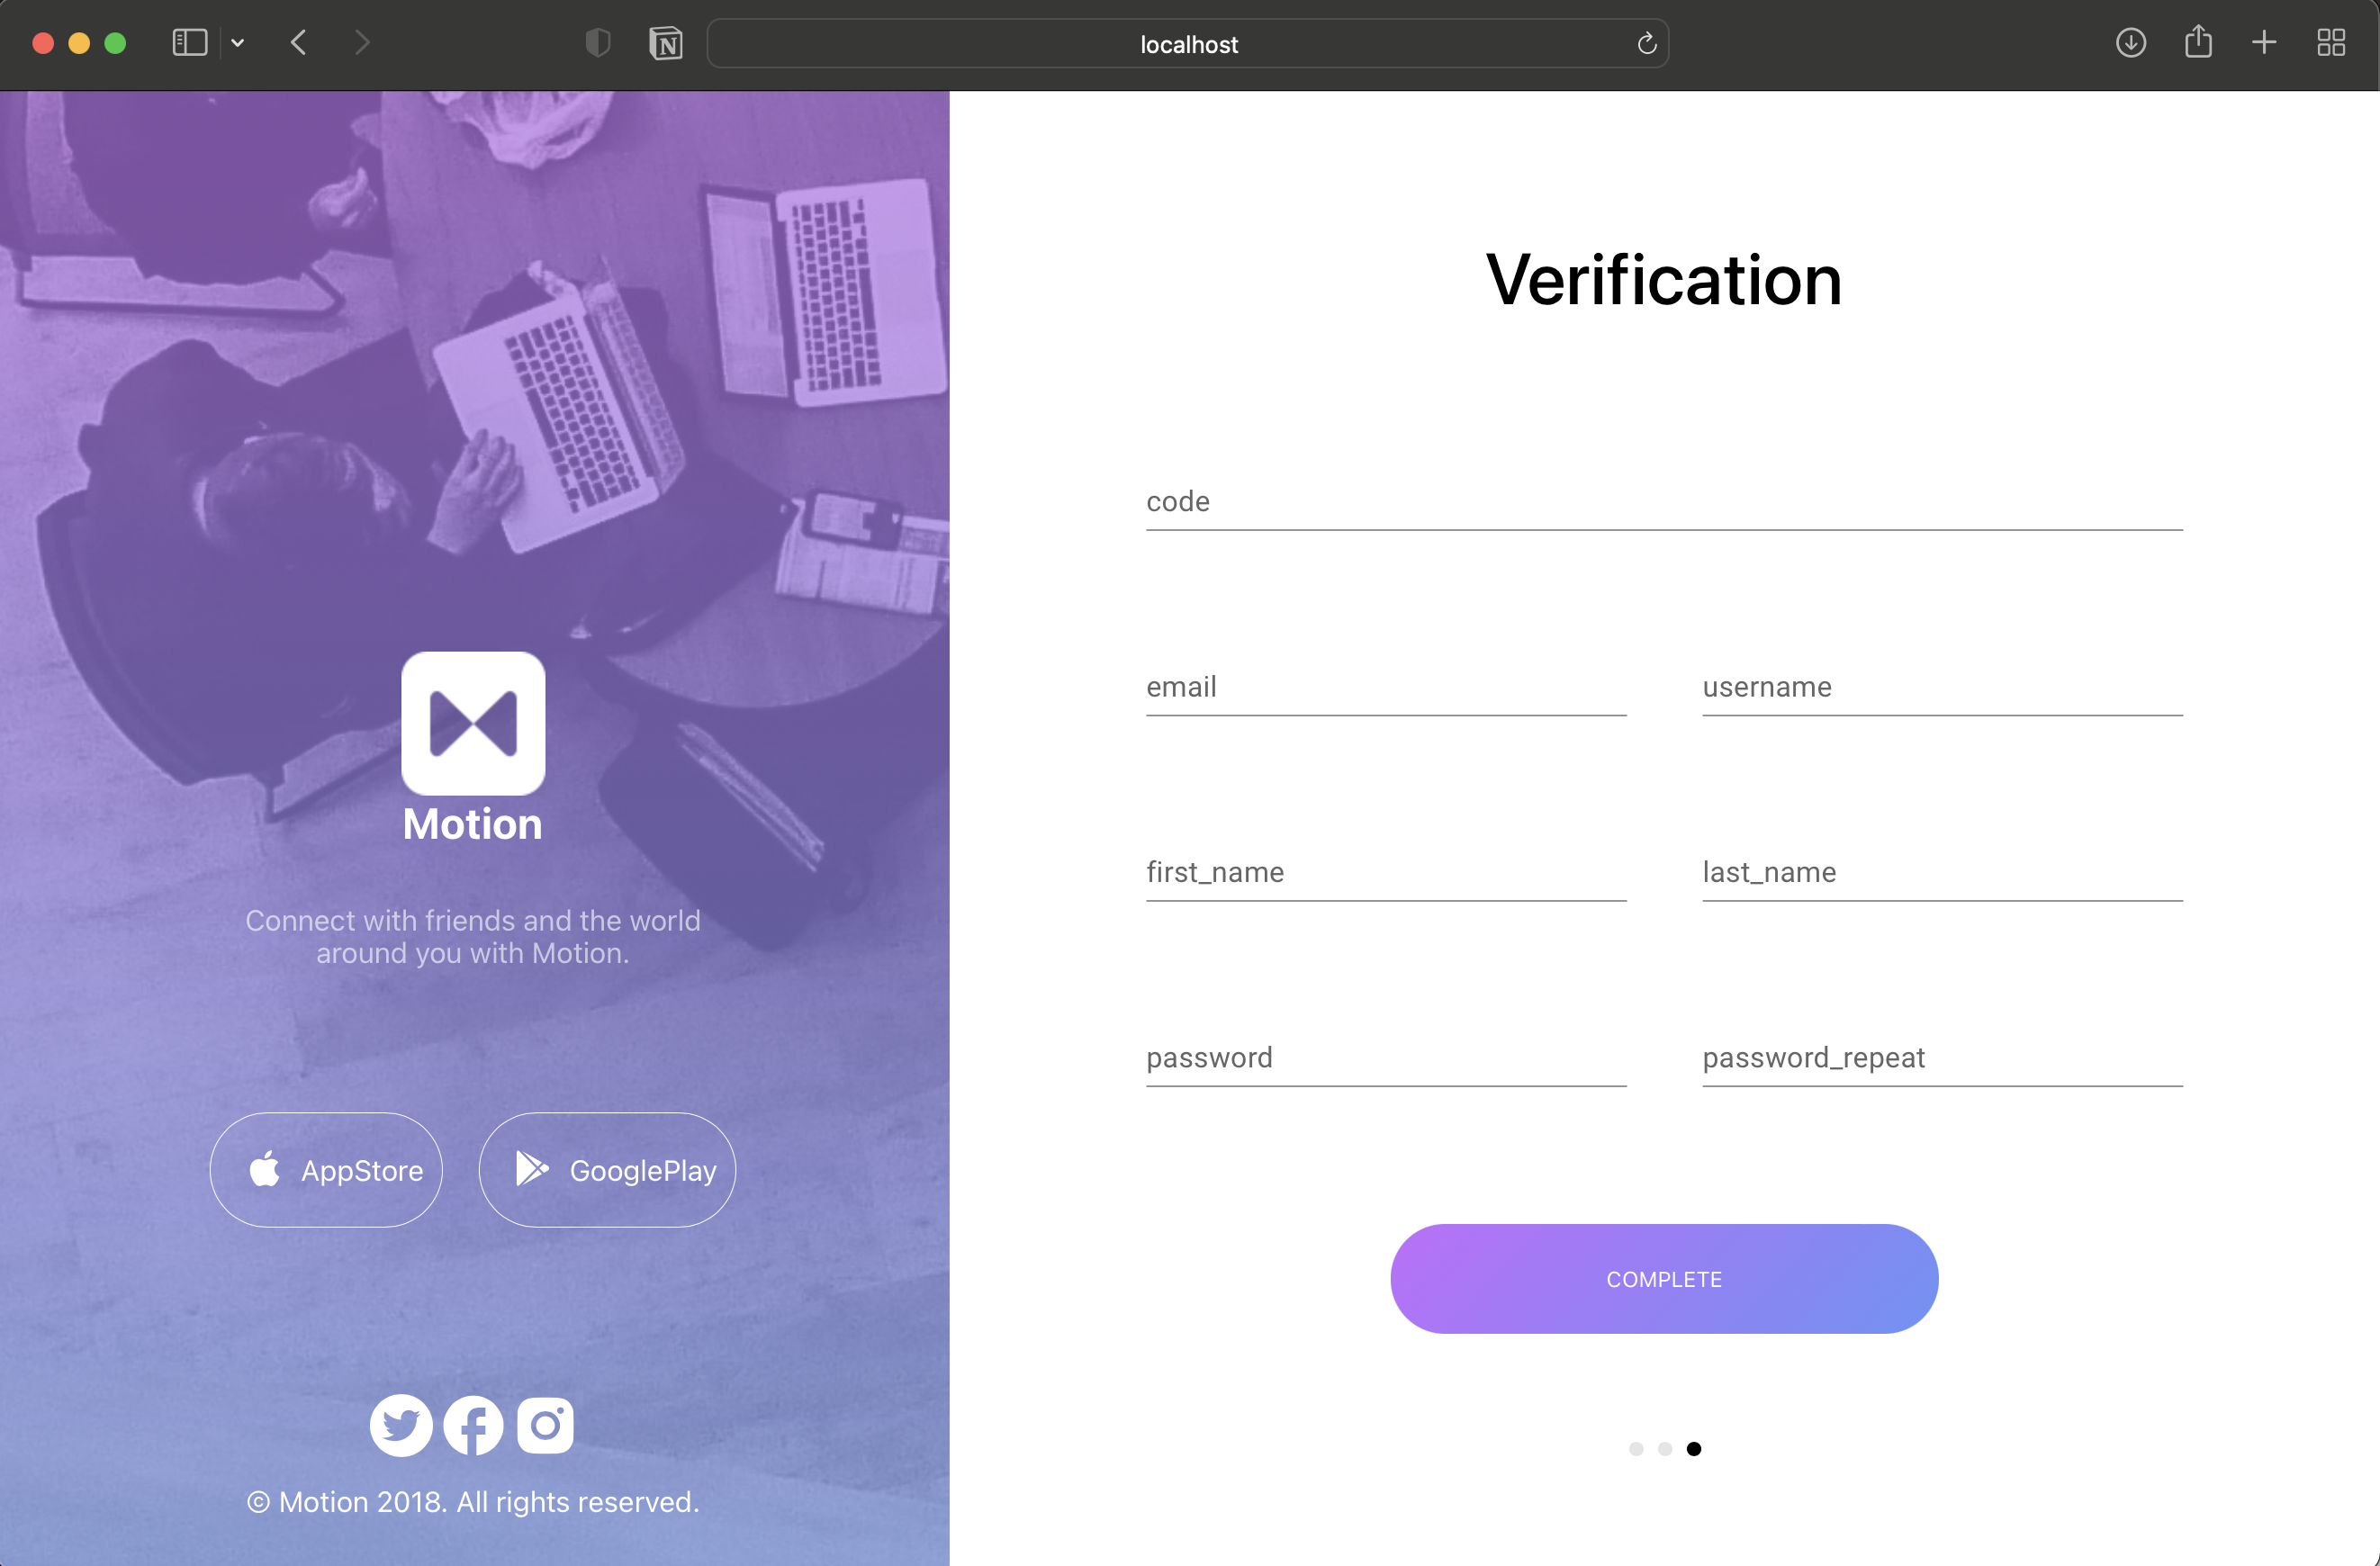 localhost
Motion
Connect with friends and the world
around you with Motion.
AppStore
GooglePlay
© Motion 2018. All rights reserved.
Verification
code
email
username
first_name
last_name
password
password_repeat
COMPLETE